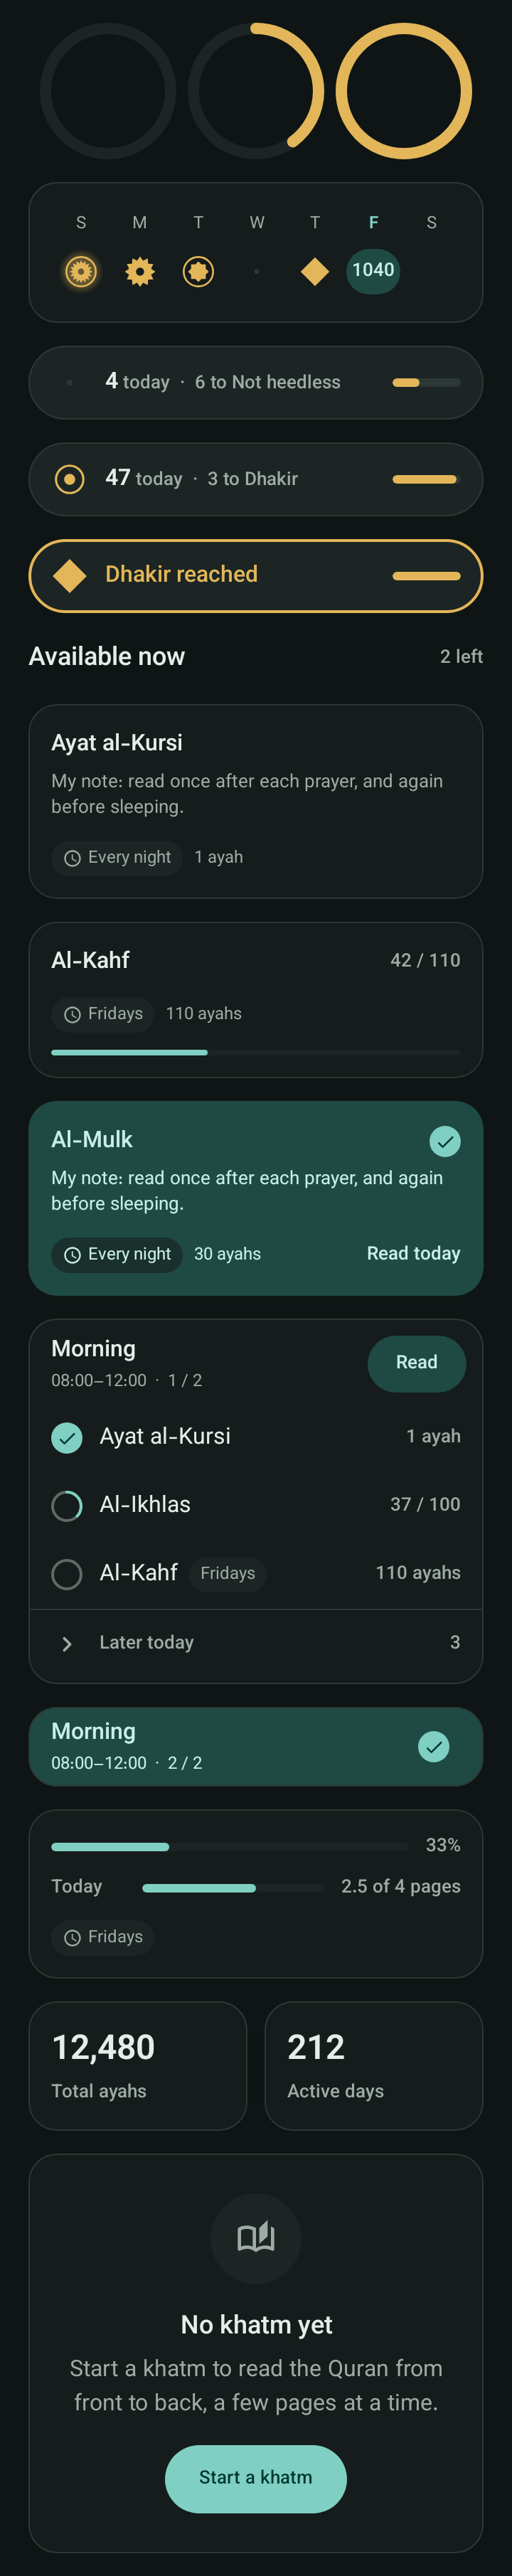 S M T W T F S
1040
4 today · 6 to Not heedless
47 today · 3 to Dhakir
Dhakir reached
Available now 2 left
Ayat al-Kursi
My note: read once after each prayer, and again
before sleeping.
Every night 1 ayah
Al-Kahf 42 / 110
Fridays 110 ayahs
Al-Mulk
My note: read once after each prayer, and again
before sleeping.
Every night 30 ayahs Read today
Morning
08:00–12:00 · 1 / 2
Read
Ayat al-Kursi 1 ayah
Al-Ikhlas 37 / 100
Al-Kahf Fridays 110 ayahs
Later today 3
Morning
08:00–12:00 · 2 / 2
33%
Today 2.5 of 4 pages
Fridays
12,480 212
Total ayahs Active days
No khatm yet
Start a khatm to read the Quran from
front to back, a few pages at a time.
Start a khatm